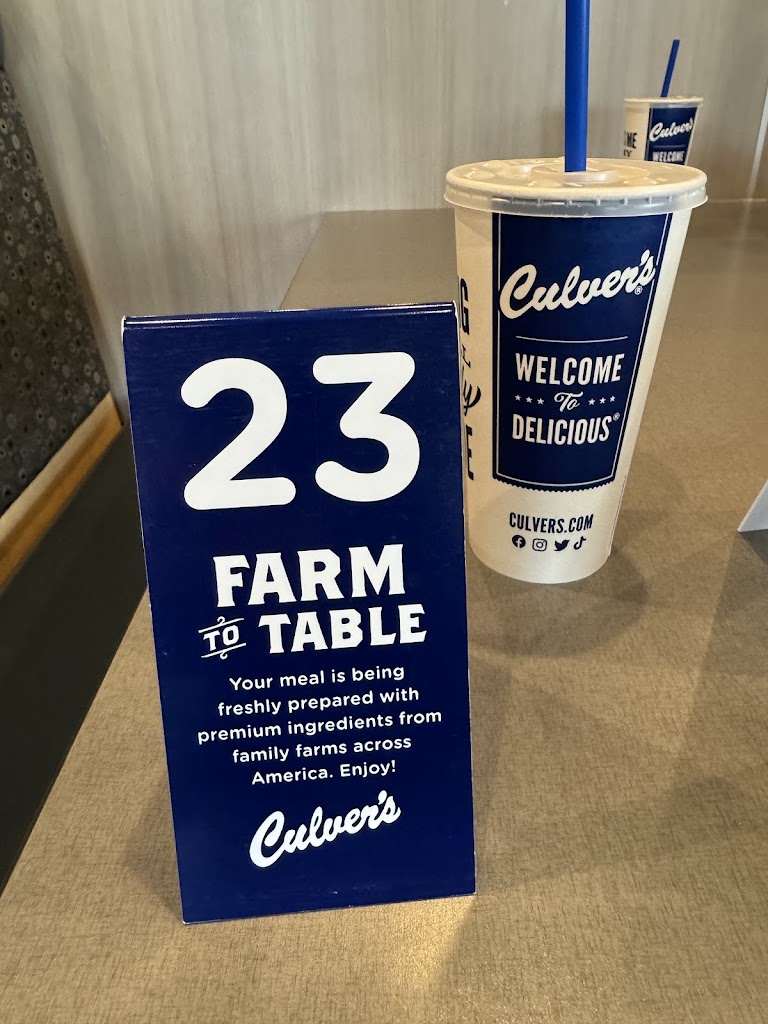 23
FARM
TO TABLE
Your meal is being
freshly prepared with
premium ingredients from
family farms across
America. Enjoy!
Culver's
Culver's®
WELCOME
To
DELICIOUS®
CULVERS.COM
Culver's
WELCOME